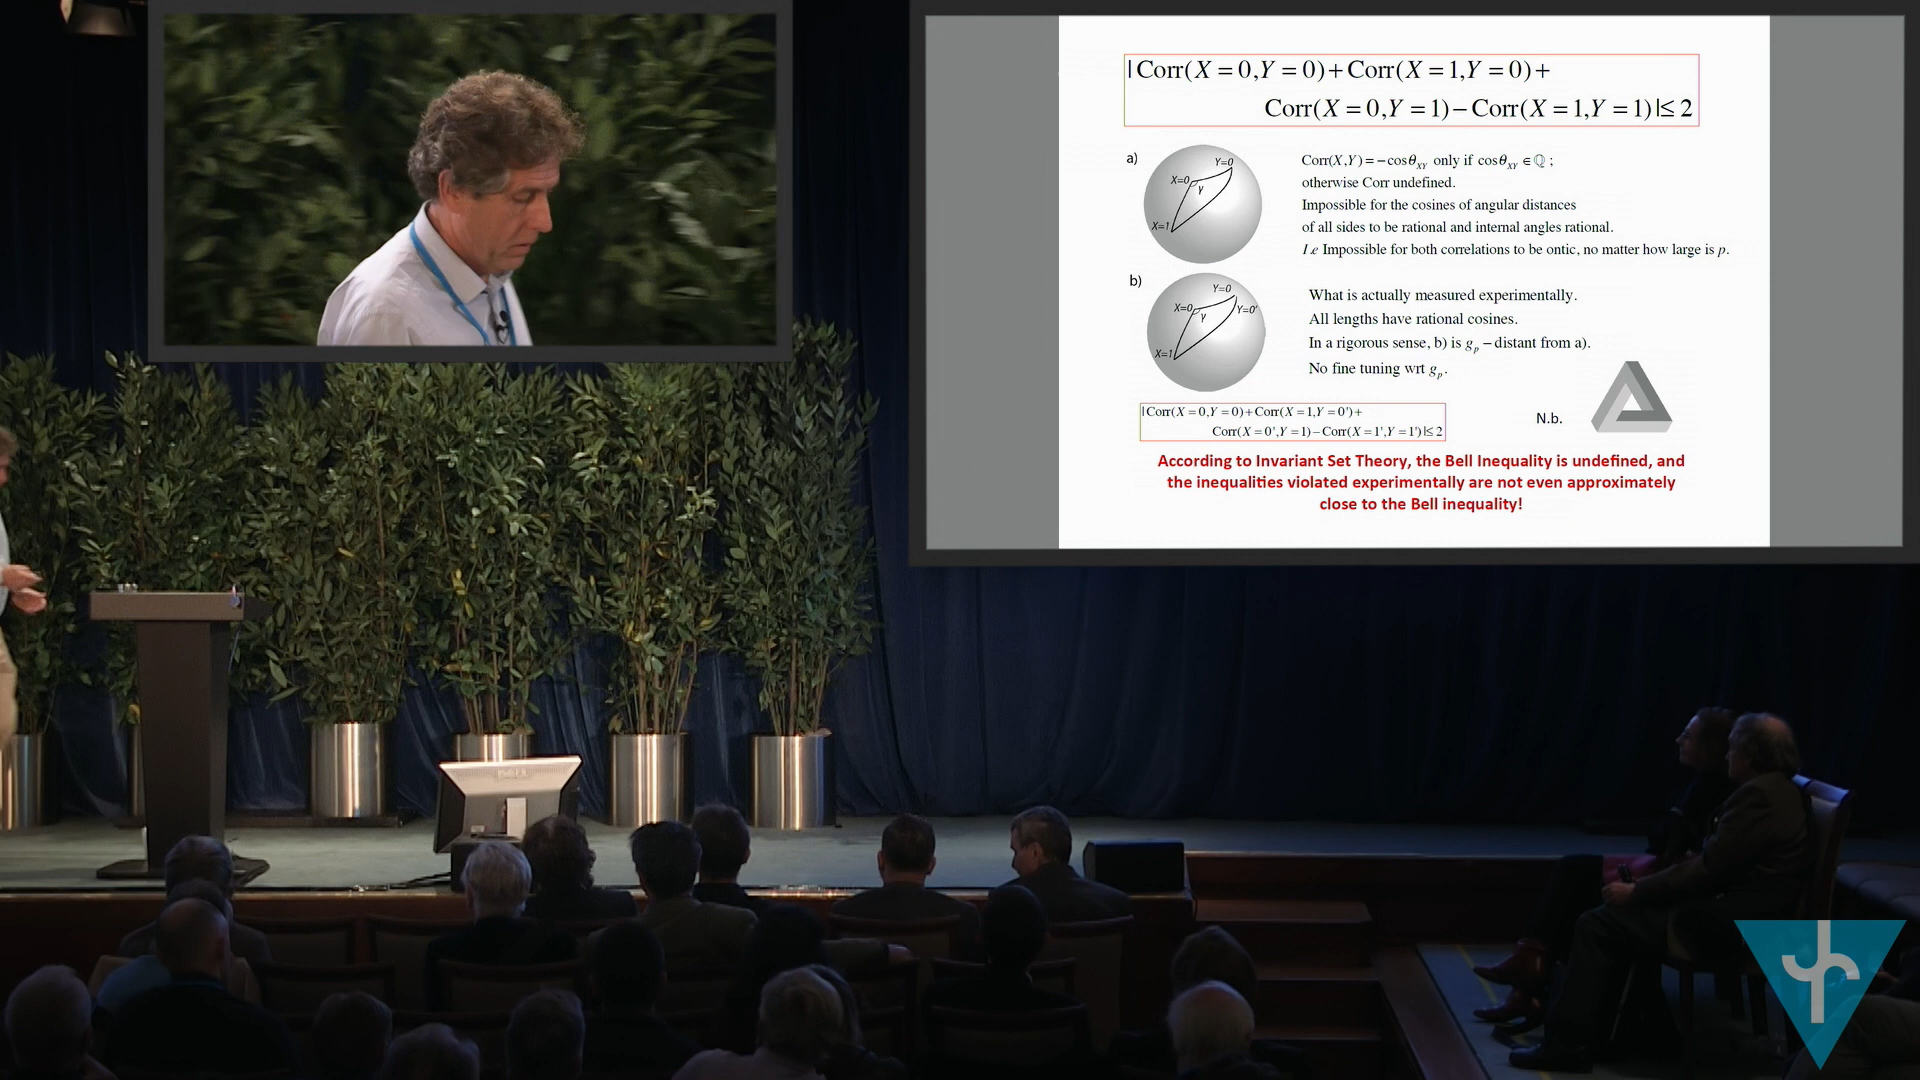 |Corr(X = 0,Y = 0)+Corr(X = 1,Y = 0)+
Corr(X = 0,Y = 1)−Corr(X = 1,Y = 1)|≤ 2
a)
Y=0
X=0
γ
X=1
Corr(X,Y) = −cosθ_XY only if cosθ_XY ∈ ℚ ;
otherwise Corr undefined.
Impossible for the cosines of angular distances
of all sides to be rational and internal angles rational.
I.e Impossible for both correlations to be ontic, no matter how large is p.
b)
Y=0
X=0
Y=0'
γ
X=1
What is actually measured experimentally.
All lengths have rational cosines.
In a rigorous sense, b) is g_p − distant from a).
No fine tuning wrt g_p.
|Corr(X = 0,Y = 0)+Corr(X = 1,Y = 0')+
Corr(X = 0',Y = 1)−Corr(X = 1',Y = 1')|≤ 2
N.b.
According to Invariant Set Theory, the Bell Inequality is undefined, and
the inequalities violated experimentally are not even approximately
close to the Bell inequality!
DELL